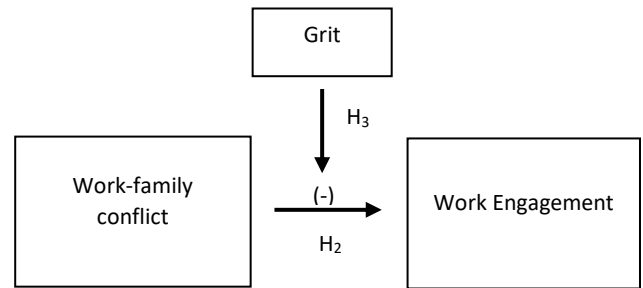 Grit
H₃
Work-family
conflict
(-)
Work Engagement
H₂